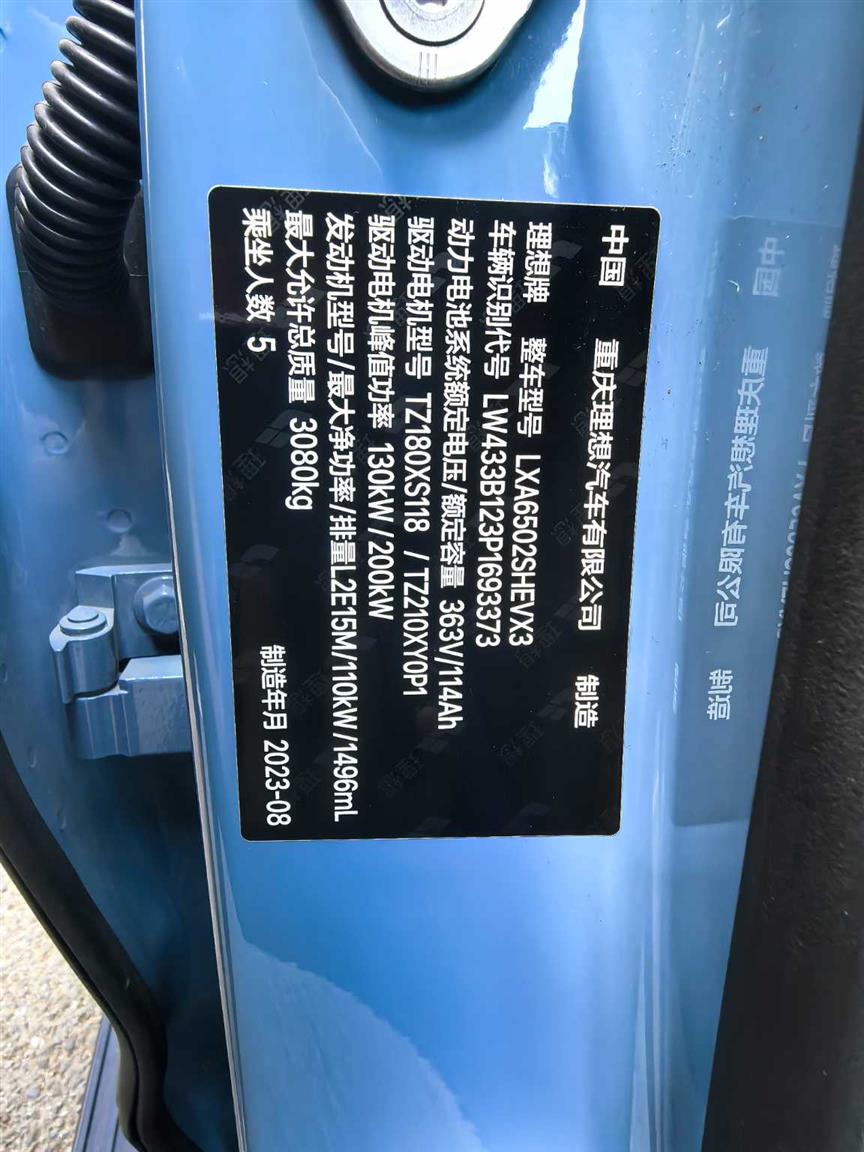 中国 重庆理想汽车有限公司 制造
理想牌 整车型号 LXA6502SHEVX3
车辆识别代号 LW433B123P1693373
动力电池系统额定电压/额定容量 363V/114Ah
驱动电机型号 TZ180XS118 /TZ210XY0P1
驱动电机峰值功率 130kW/200kW
发动机型号/最大净功率/排量L2E15M/110kW/1496mL
最大允许总质量 3080kg
乘坐人数 5 制造年月 2023-08